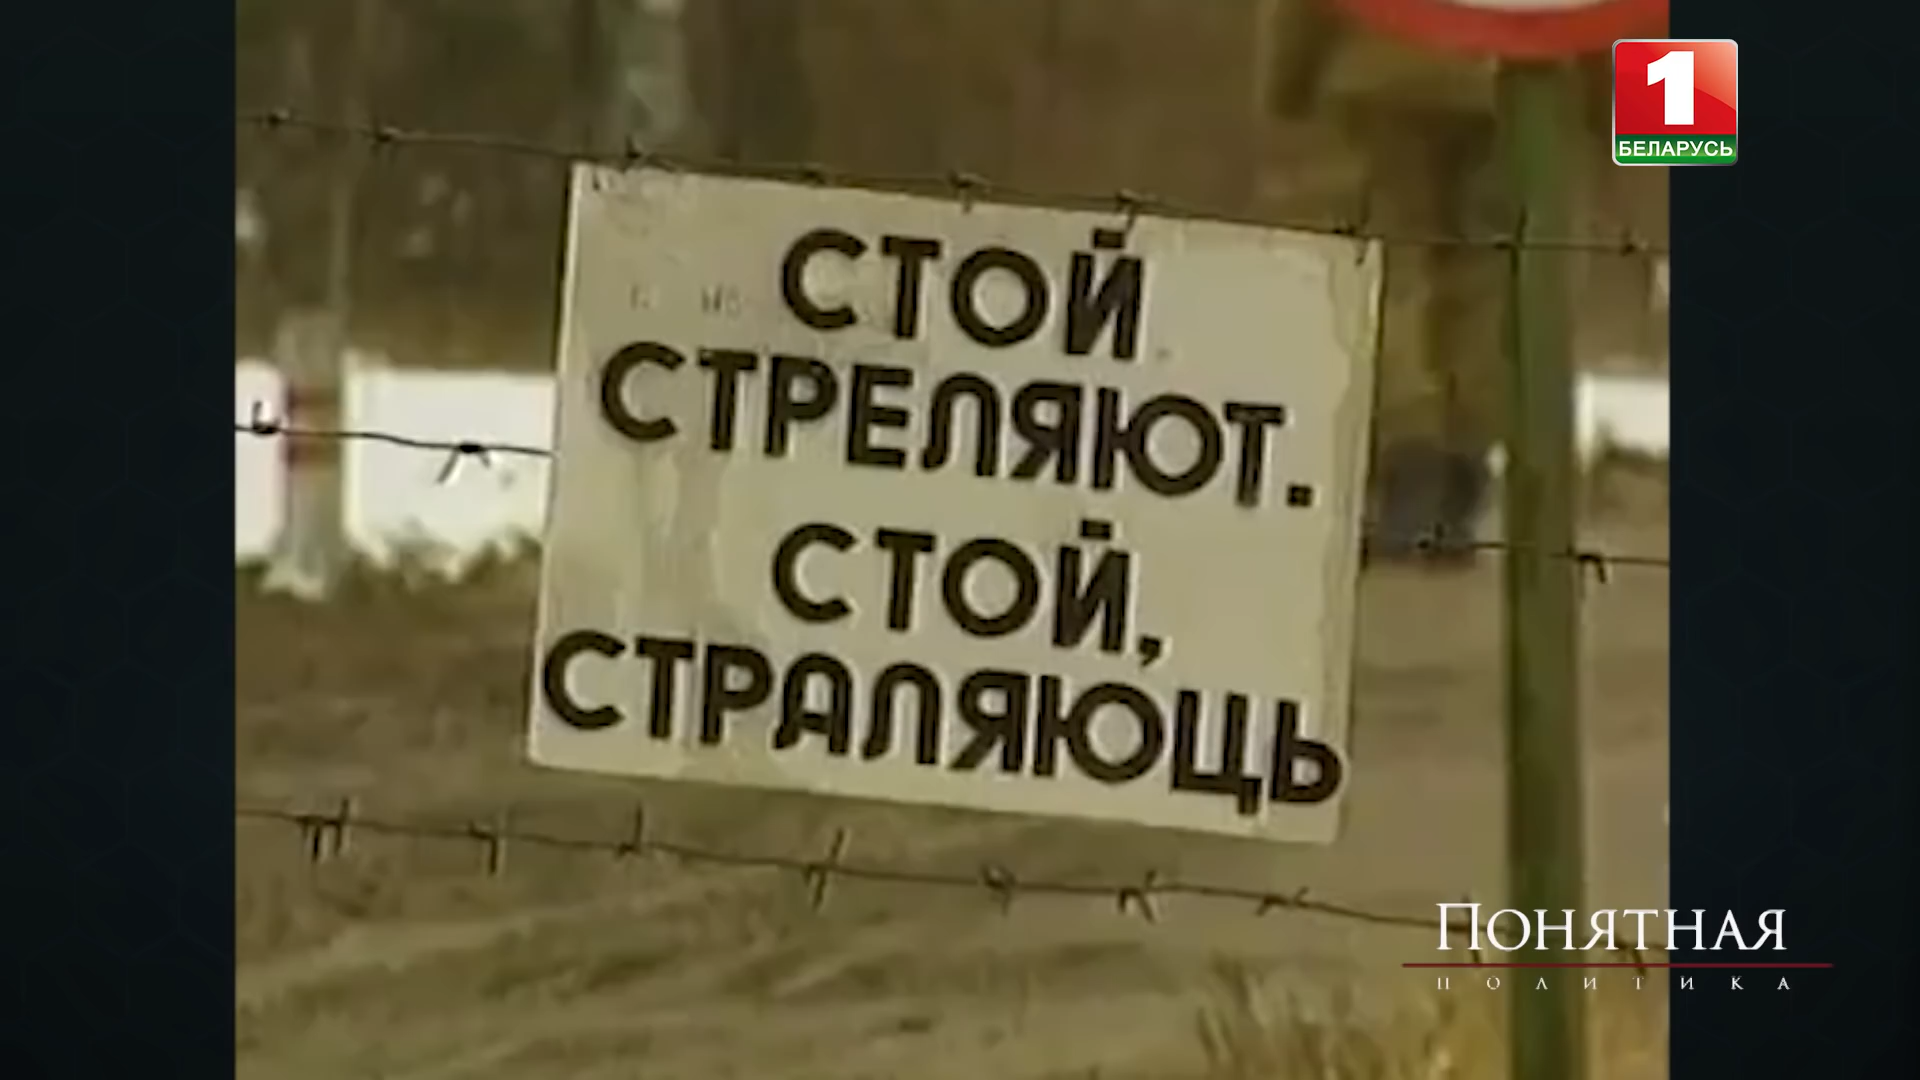 1
БЕЛАРУСЬ
СТОЙ
СТРЕЛЯЮТ.
СТОЙ,
СТРАЛЯЮЦЬ
ПОНЯТНАЯ
ПОЛИТИКА